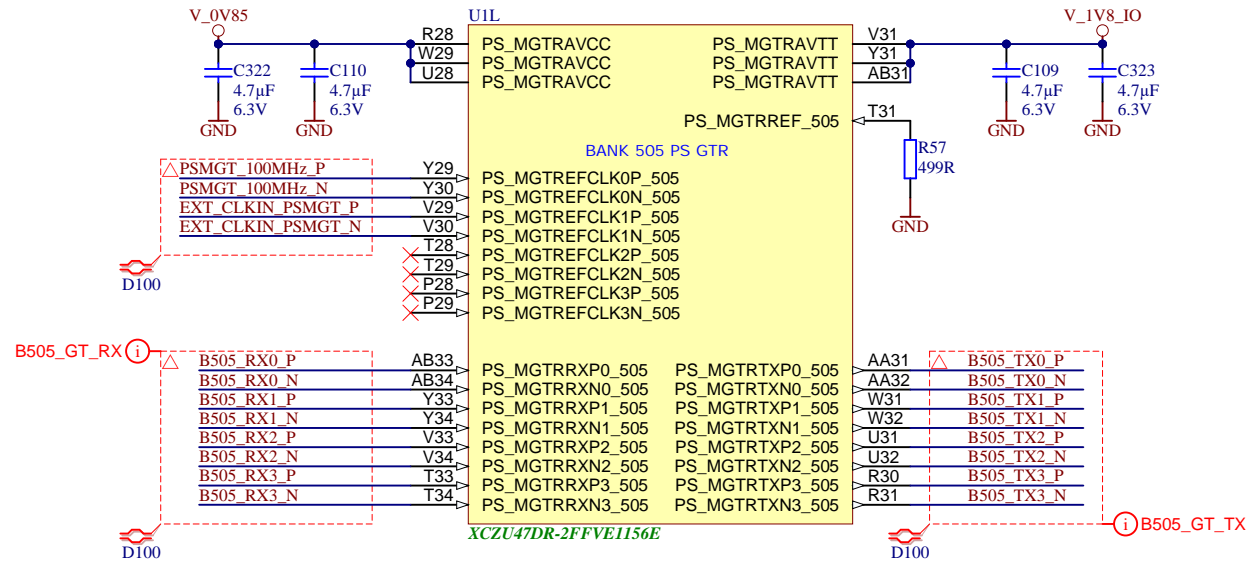 V_0V85
U1L
V_1V8_IO
R28 PS_MGTRAVCC PS_MGTRAVTT V31
W29 PS_MGTRAVCC PS_MGTRAVTT Y31
U28 PS_MGTRAVCC PS_MGTRAVTT AB31
C322
4.7µF
6.3V
GND
C110
4.7µF
6.3V
GND
C109
4.7µF
6.3V
GND
C323
4.7µF
6.3V
GND
PS_MGTRREF_505 T31
R57
499R
GND
BANK 505 PS GTR
PSMGT_100MHz_P Y29 PS_MGTREFCLK0P_505
PSMGT_100MHz_N Y30 PS_MGTREFCLK0N_505
EXT_CLKIN_PSMGT_P V29 PS_MGTREFCLK1P_505
EXT_CLKIN_PSMGT_N V30 PS_MGTREFCLK1N_505
T28 PS_MGTREFCLK2P_505
T29 PS_MGTREFCLK2N_505
P28 PS_MGTREFCLK3P_505
P29 PS_MGTREFCLK3N_505
D100
B505_GT_RX i
B505_RX0_P AB33 PS_MGTRRXP0_505 PS_MGTRTXP0_505 AA31 B505_TX0_P
B505_RX0_N AB34 PS_MGTRRXN0_505 PS_MGTRTXN0_505 AA32 B505_TX0_N
B505_RX1_P Y33 PS_MGTRRXP1_505 PS_MGTRTXP1_505 W31 B505_TX1_P
B505_RX1_N Y34 PS_MGTRRXN1_505 PS_MGTRTXN1_505 W32 B505_TX1_N
B505_RX2_P V33 PS_MGTRRXP2_505 PS_MGTRTXP2_505 U31 B505_TX2_P
B505_RX2_N V34 PS_MGTRRXN2_505 PS_MGTRTXN2_505 U32 B505_TX2_N
B505_RX3_P T33 PS_MGTRRXP3_505 PS_MGTRTXP3_505 R30 B505_TX3_P
B505_RX3_N T34 PS_MGTRRXN3_505 PS_MGTRTXN3_505 R31 B505_TX3_N
i B505_GT_TX
D100
XCZU47DR-2FFVE1156E
D100